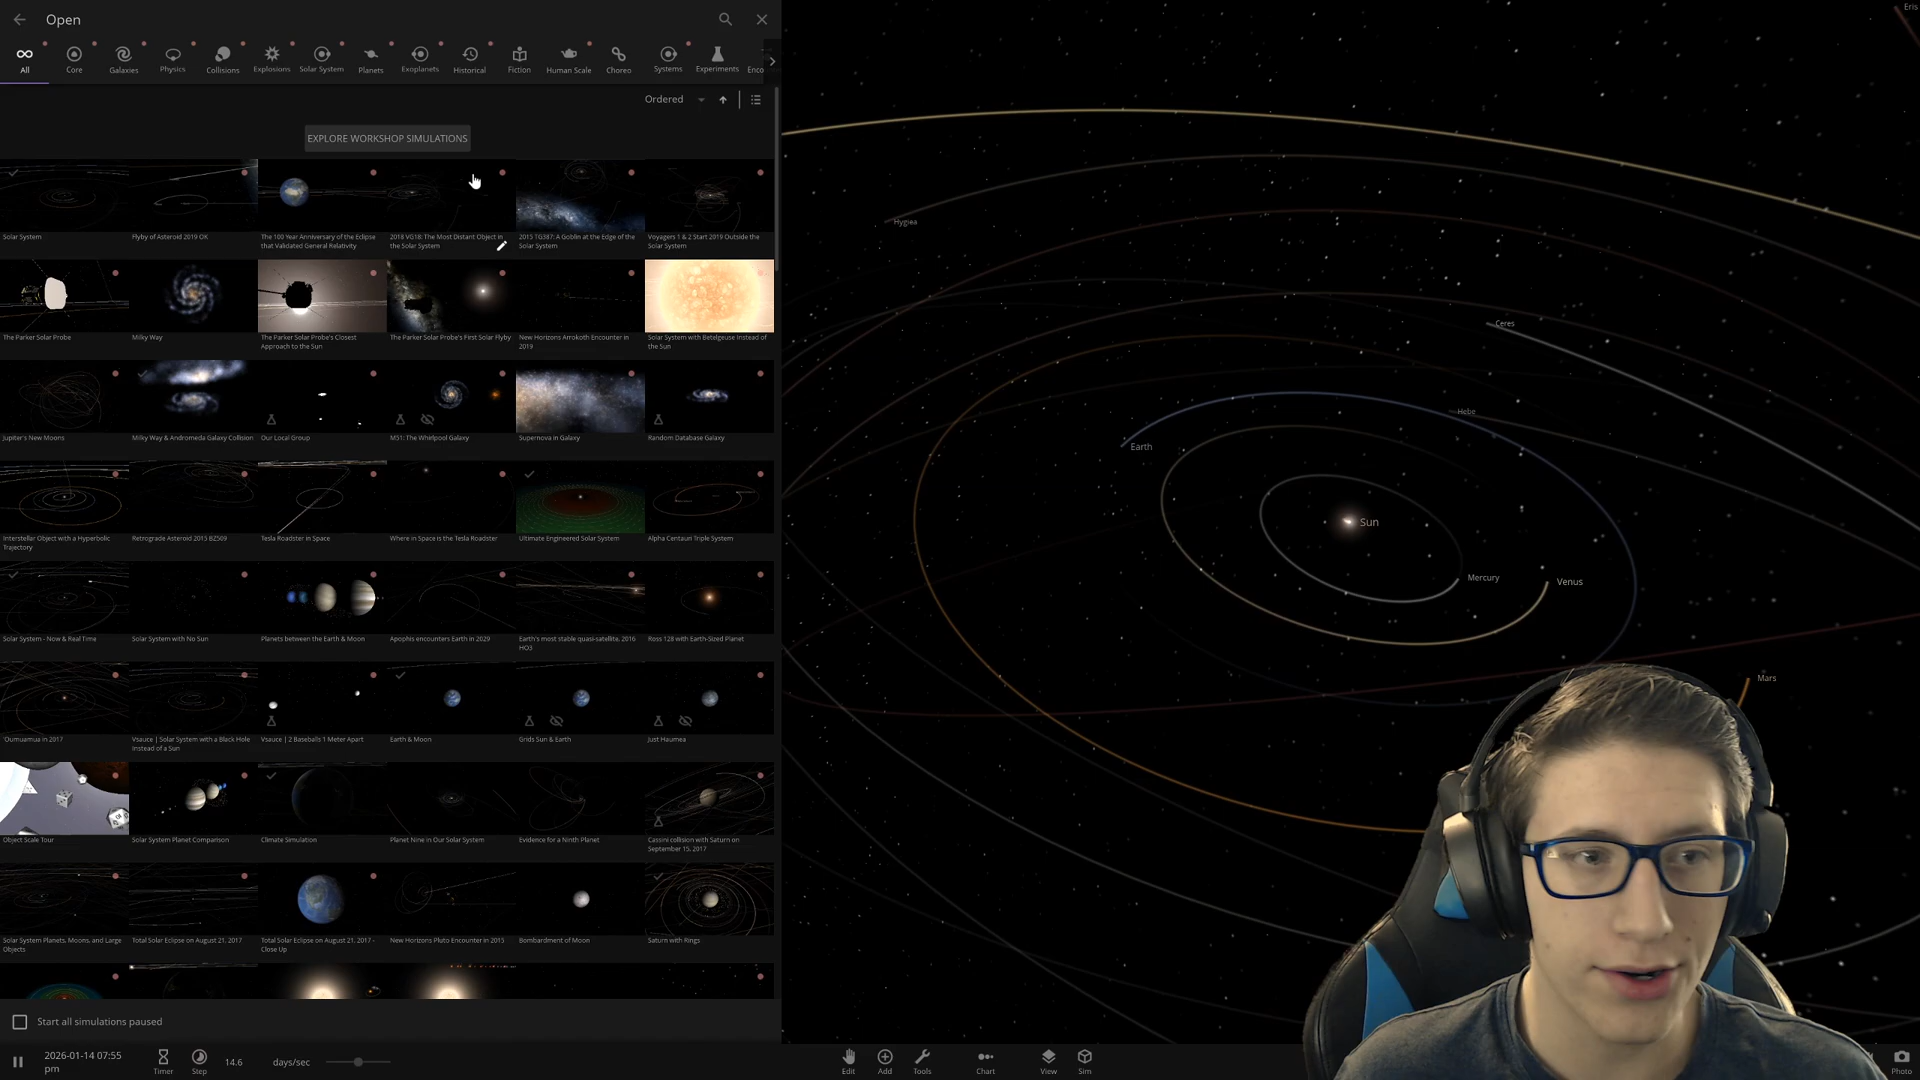 Open
All
Core
Galaxies
Physics
Collisions
Explosions
Solar System
Planets
Exoplanets
Historical
Fiction
Human Scale
Choreo
Systems
Experiments
Enco
Ordered
EXPLORE WORKSHOP SIMULATIONS
Solar System
Flyby of Asteroid 2019 OK
The 100 Year Anniversary of the Eclipse
that Validated General Relativity
2018 VG18: The Most Distant Object in
the Solar System
2015 TG387: A Goblin at the Edge of the
Solar System
Voyagers 1 & 2 Start 2019 Outside the
Solar System
The Parker Solar Probe
Milky Way
The Parker Solar Probe's Closest
Approach to the Sun
The Parker Solar Probe's First Solar Flyby
New Horizons Arrokoth Encounter in
2019
Solar System with Betelgeuse Instead of
the Sun
Jupiter's New Moons
Milky Way & Andromeda Galaxy Collision
Our Local Group
M51: The Whirlpool Galaxy
Supernova in Galaxy
Random Database Galaxy
Interstellar Object with a Hyperbolic
Trajectory
Retrograde Asteroid 2015 BZ509
Tesla Roadster in Space
Where in Space is the Tesla Roadster
Ultimate Engineered Solar System
Alpha Centauri Triple System
Solar System - Now & Real Time
Solar System with No Sun
Planets between the Earth & Moon
Apophis encounters Earth in 2029
Earth's most stable quasi-satellite, 2016
HO3
Ross 128 with Earth-Sized Planet
'Oumuamua in 2017
Vsauce | Solar System with a Black Hole
Instead of a Sun
Vsauce | 2 Baseballs 1 Meter Apart
Earth & Moon
Grids Sun & Earth
Just Haumea
Object Scale Tour
Solar System Planet Comparison
Climate Simulation
Planet Nine in Our Solar System
Evidence for a Ninth Planet
Cassini collision with Saturn on
September 15, 2017
Solar System Planets, Moons, and Large
Objects
Total Solar Eclipse on August 21, 2017
Total Solar Eclipse on August 21, 2017 -
Close Up
New Horizons Pluto Encounter in 2015
Bombardment of Moon
Saturn with Rings
Start all simulations paused
2026-01-14 07:55
pm
Timer
Step
14.6
days/sec
Eris
Hygiea
Ceres
Hebe
Earth
Sun
Mercury
Venus
Mars
Edit
Add
Tools
Chart
View
Sim
Photo